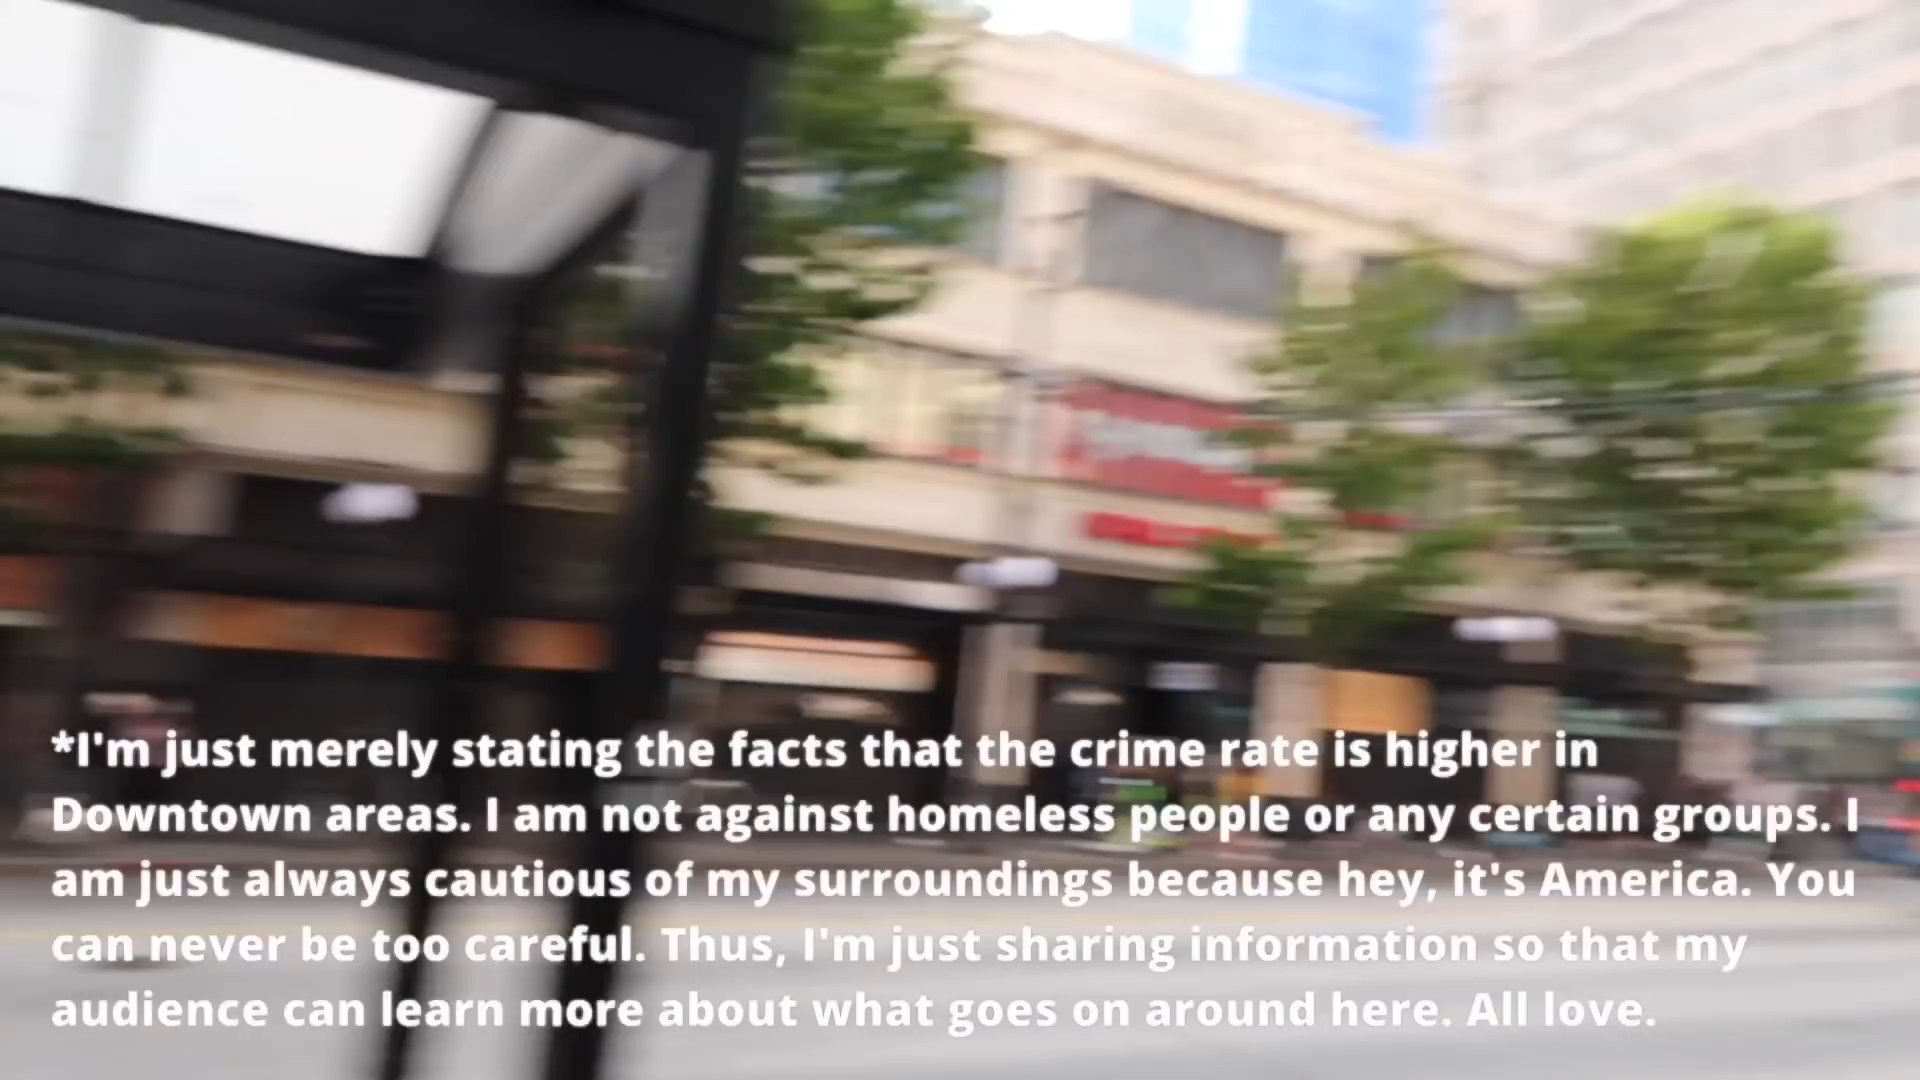 *I'm just merely stating the facts that the crime rate is higher in
Downtown areas. I am not against homeless people or any certain groups. I
am just always cautious of my surroundings because hey, it's America. You
can never be too careful. Thus, I'm just sharing information so that my
audience can learn more about what goes on around here. All love.